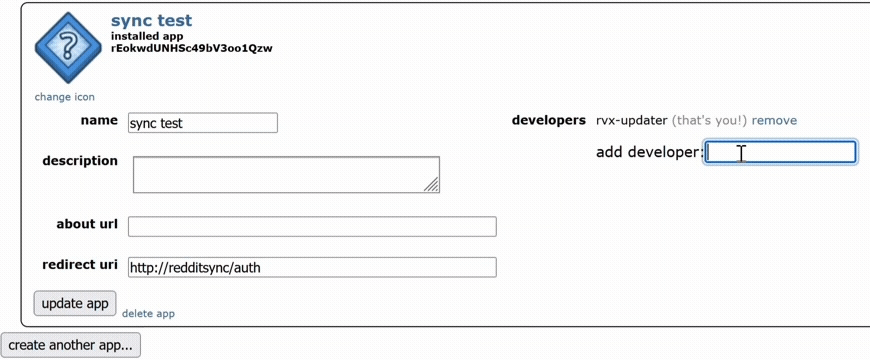 sync test
installed app
rEokwdUNHSc49bV3oo1Qzw
change icon
name sync test
developers rvx-updater (that's you!) remove
add developer:
description
about url
redirect uri http://redditsync/auth
update app delete app
create another app...